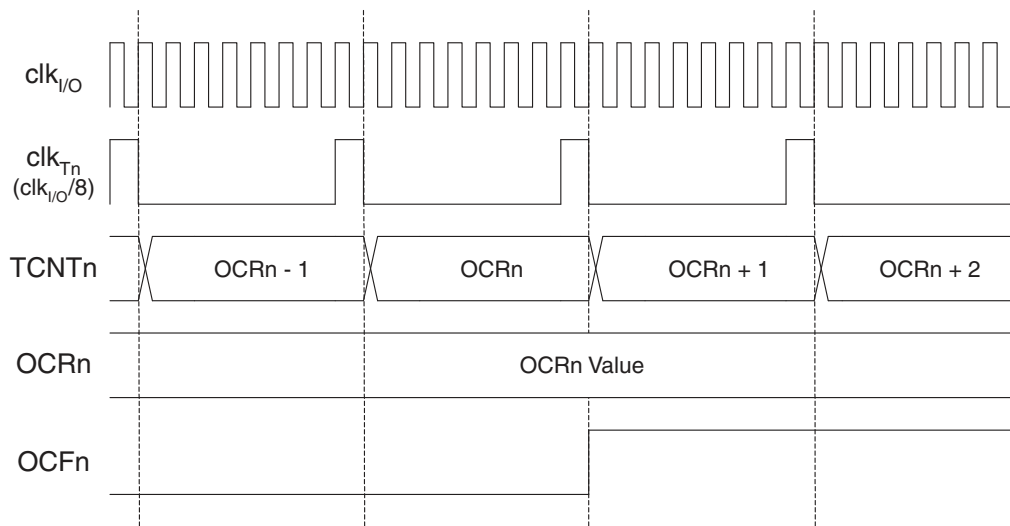 clkI/O
clkTn
(clkI/O/8)
TCNTn
OCRn - 1
OCRn
OCRn + 1
OCRn + 2
OCRn
OCRn Value
OCFn